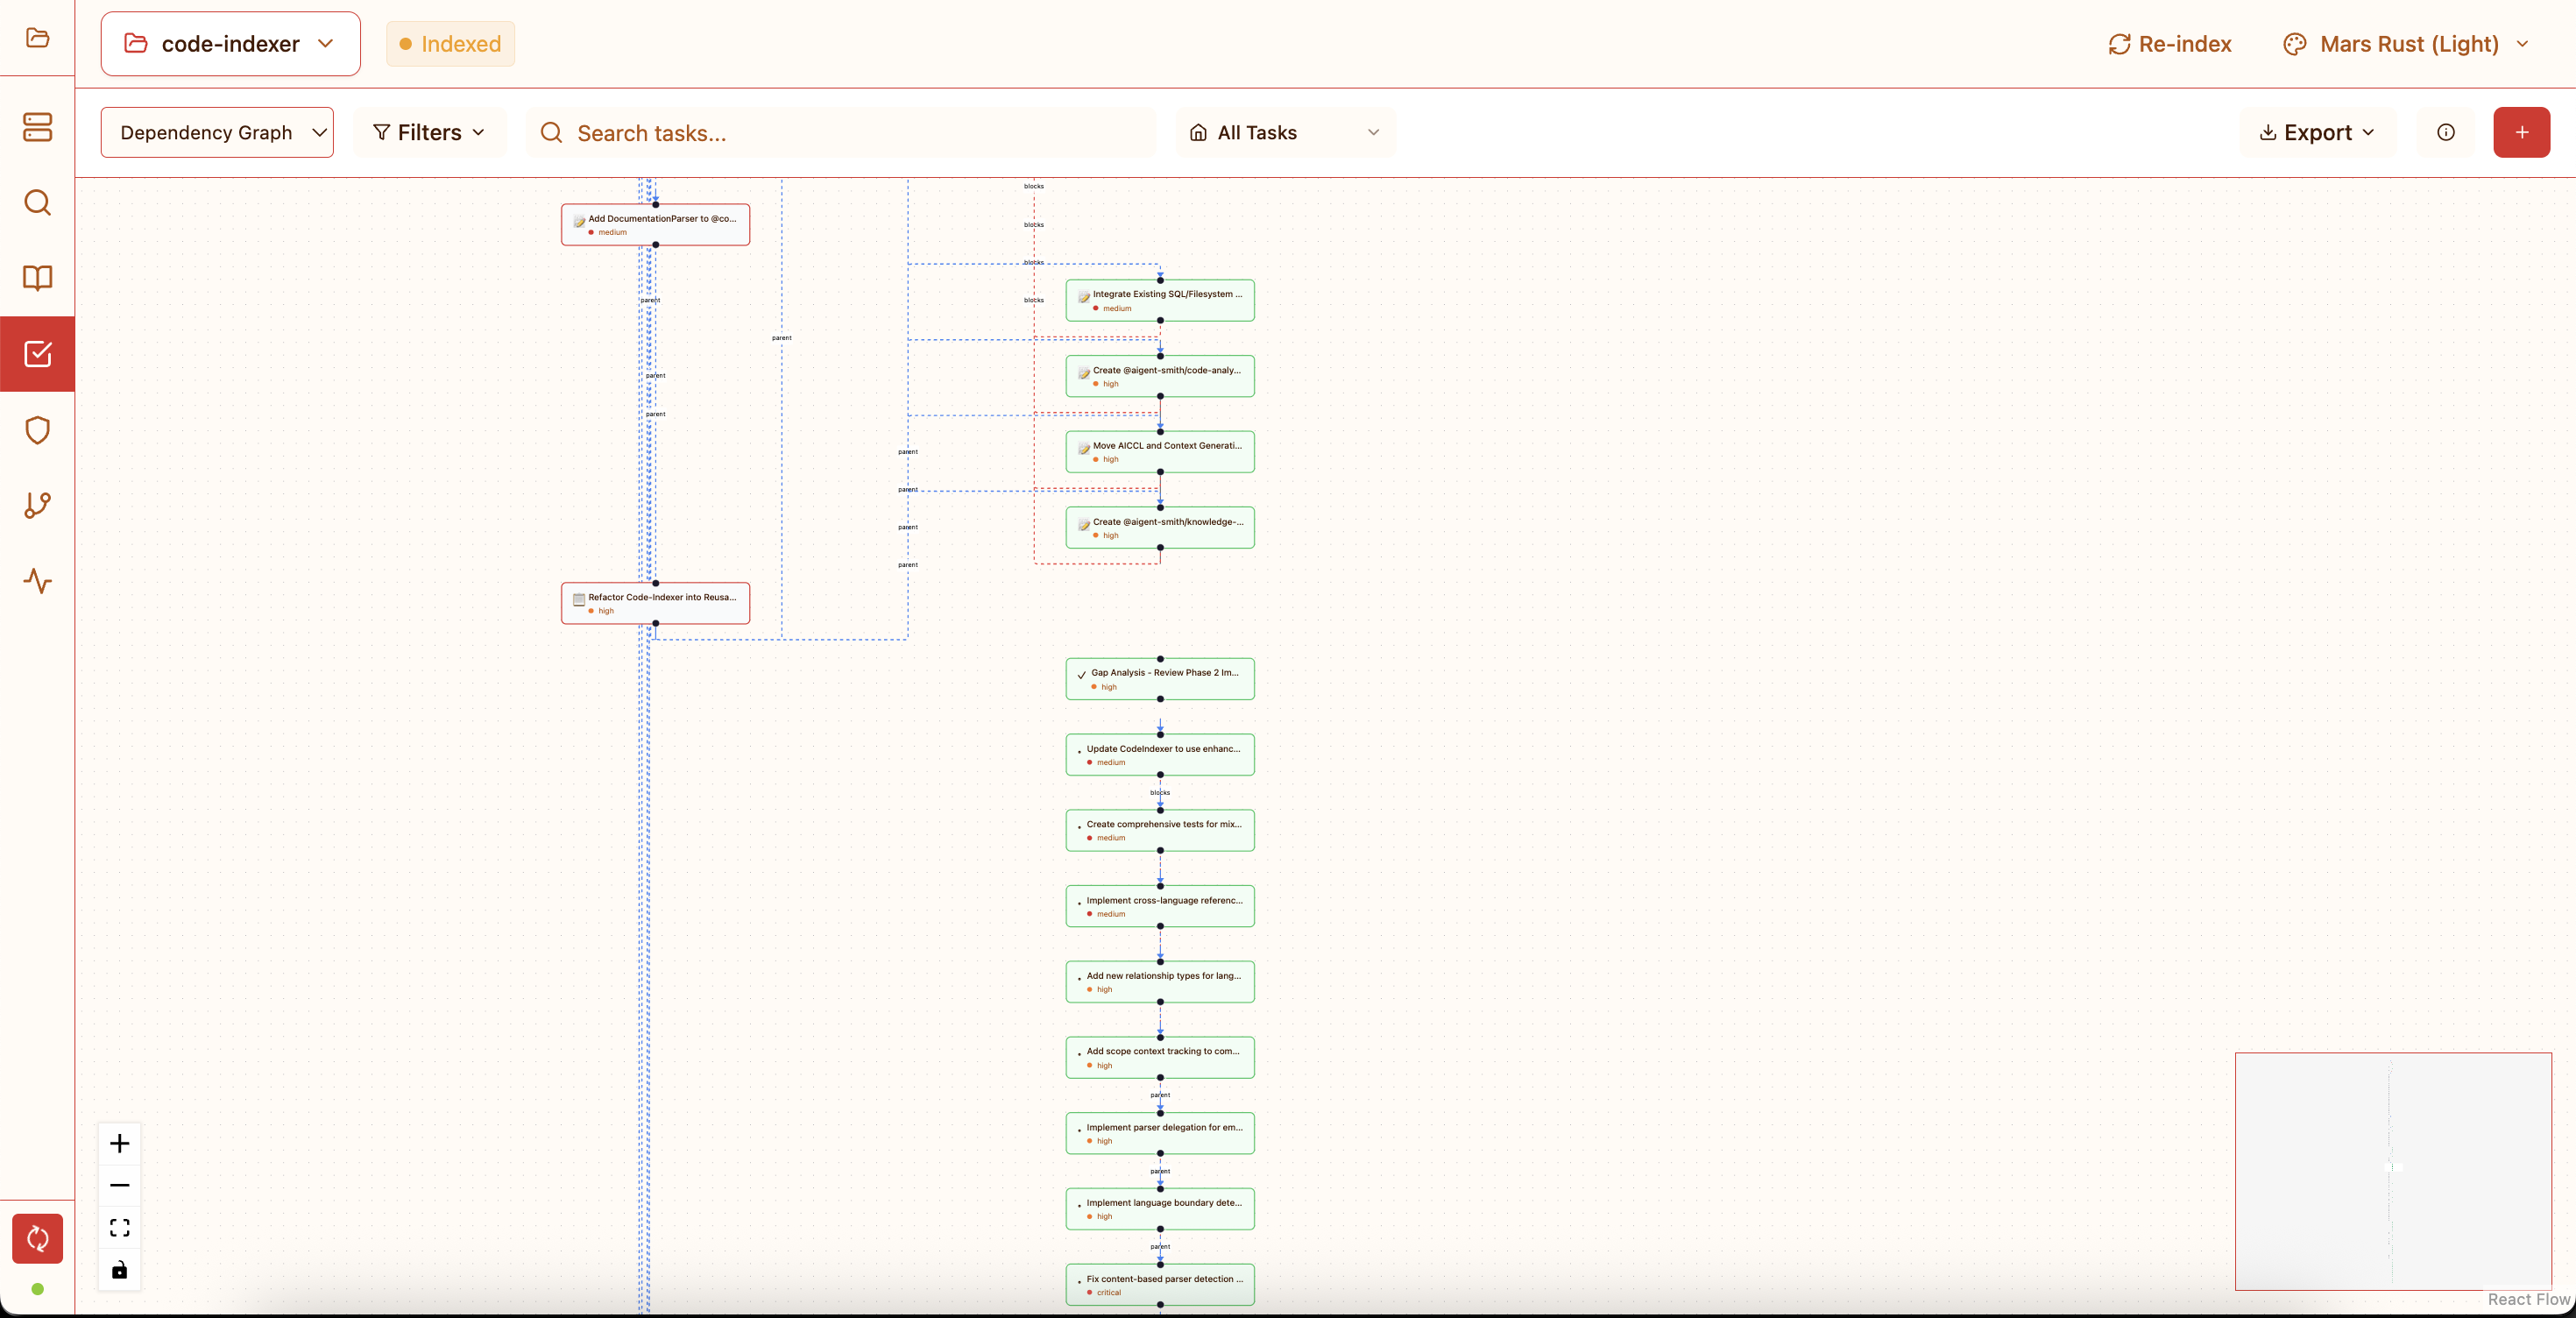 code-indexer
Indexed
Re-index
Mars Rust (Light)
Dependency Graph
Filters
Search tasks...
All Tasks
Export
blocks
Add DocumentationParser to @co...
medium
blocks
blocks
Integrate Existing SQL/Filesystem ...
medium
parent
blocks
parent
Create @aigent-smith/code-analy...
high
parent
parent
Move AICCL and Context Generati...
high
parent
parent
Create @aigent-smith/knowledge-...
high
parent
parent
Refactor Code-Indexer into Reusa...
high
Gap Analysis - Review Phase 2 Im...
high
Update CodeIndexer to use enhanc...
medium
blocks
Create comprehensive tests for mix...
medium
Implement cross-language referenc...
medium
Add new relationship types for lang...
high
Add scope context tracking to com...
high
parent
Implement parser delegation for em...
high
parent
Implement language boundary dete...
high
parent
Fix content-based parser detection ...
critical
React Flow